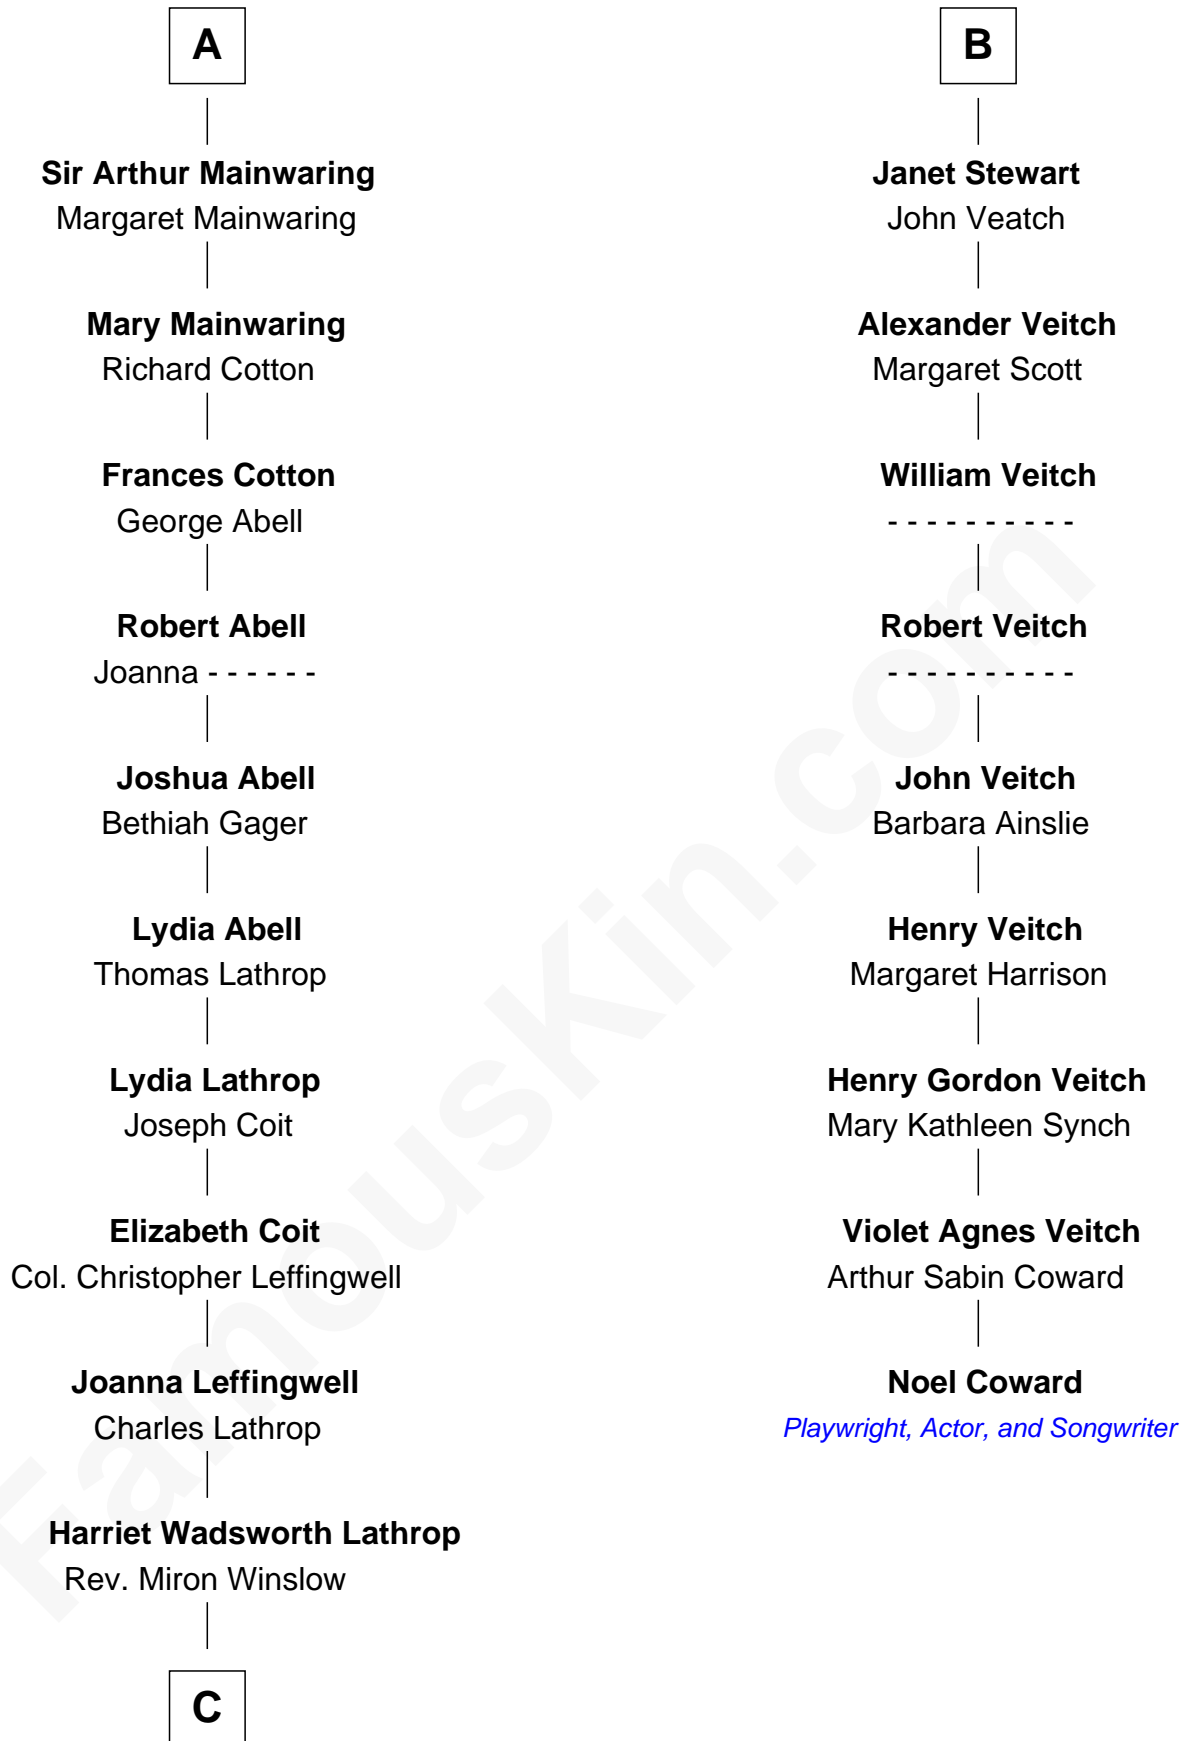 A
Sir Arthur Mainwaring
Margaret Mainwaring
Mary Mainwaring
Richard Cotton
Frances Cotton
George Abell
Robert Abell
Joanna - - - - - -
Joshua Abell
Bethiah Gager
Lydia Abell
Thomas Lathrop
Lydia Lathrop
Joseph Coit
Elizabeth Coit
Col. Christopher Leffingwell
Joanna Leffingwell
Charles Lathrop
Harriet Wadsworth Lathrop
Rev. Miron Winslow
C
B
Janet Stewart
John Veatch
Alexander Veitch
Margaret Scott
William Veitch
- - - - - - - - - -
Robert Veitch
- - - - - - - - - -
John Veitch
Barbara Ainslie
Henry Veitch
Margaret Harrison
Henry Gordon Veitch
Mary Kathleen Synch
Violet Agnes Veitch
Arthur Sabin Coward
Noel Coward
Playwright, Actor, and Songwriter
FamousKin.com